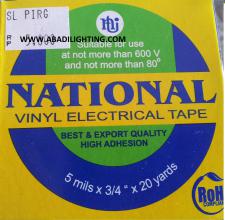 SL PIRG
WWW.ABADILIGHTING.COM
Suitable for use
at not more than 600 V
and not more than 80°
NATIONAL
VINYL ELECTRICAL TAPE
BEST & EXPORT QUALITY
HIGH ADHESION
5 mils x 3/4" x 20 yards
RoHS
COMPLIANT